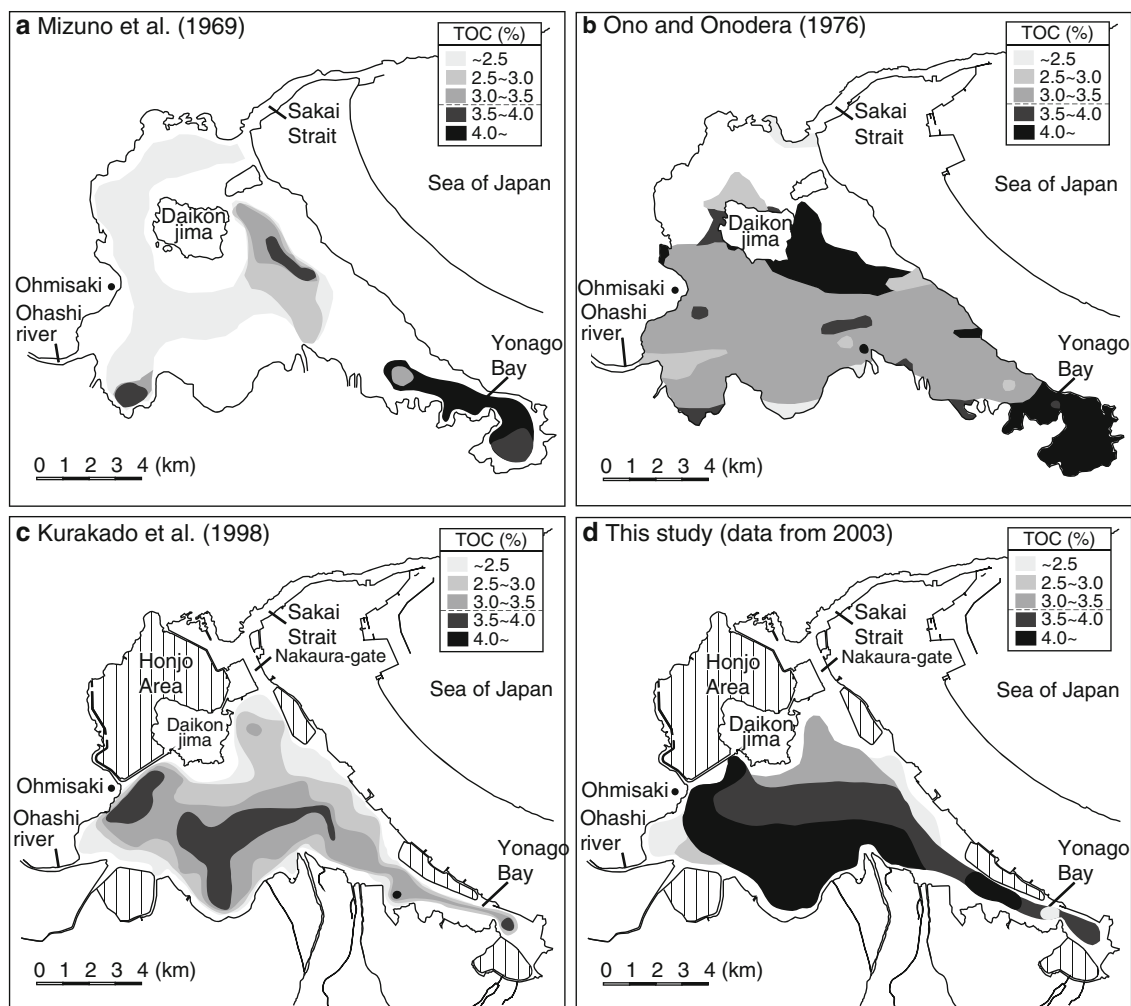 a Mizuno et al. (1969)
TOC (%)
~2.5
2.5~3.0
3.0~3.5
3.5~4.0
4.0~
Sakai
Strait
Sea of Japan
Daikon
jima
Ohmisaki
Ohashi
river
Yonago
Bay
0 1 2 3 4 (km)
b Ono and Onodera (1976)
TOC (%)
~2.5
2.5~3.0
3.0~3.5
3.5~4.0
4.0~
Sakai
Strait
Sea of Japan
Daikon
jima
Ohmisaki
Ohashi
river
Yonago
Bay
0 1 2 3 4 (km)
c Kurakado et al. (1998)
TOC (%)
~2.5
2.5~3.0
3.0~3.5
3.5~4.0
4.0~
Sakai
Strait
Nakaura-gate
Honjo
Area
Sea of Japan
Daikon
jima
Ohmisaki
Ohashi
river
Yonago
Bay
0 1 2 3 4 (km)
d This study (data from 2003)
TOC (%)
~2.5
2.5~3.0
3.0~3.5
3.5~4.0
4.0~
Sakai
Strait
Nakaura-gate
Honjo
Area
Sea of Japan
Daikon
jima
Ohmisaki
Ohashi
river
Yonago
Bay
0 1 2 3 4 (km)